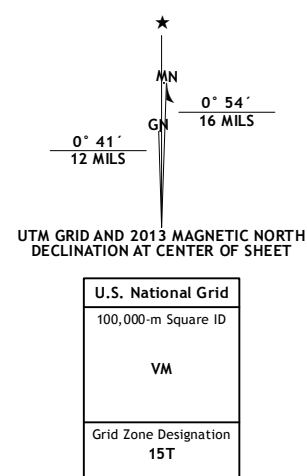 MN
0° 54´
16 MILS
GN
0° 41´
12 MILS
UTM GRID AND 2013 MAGNETIC NORTH
DECLINATION AT CENTER OF SHEET
U.S. National Grid
100,000-m Square ID
VM
Grid Zone Designation
15T